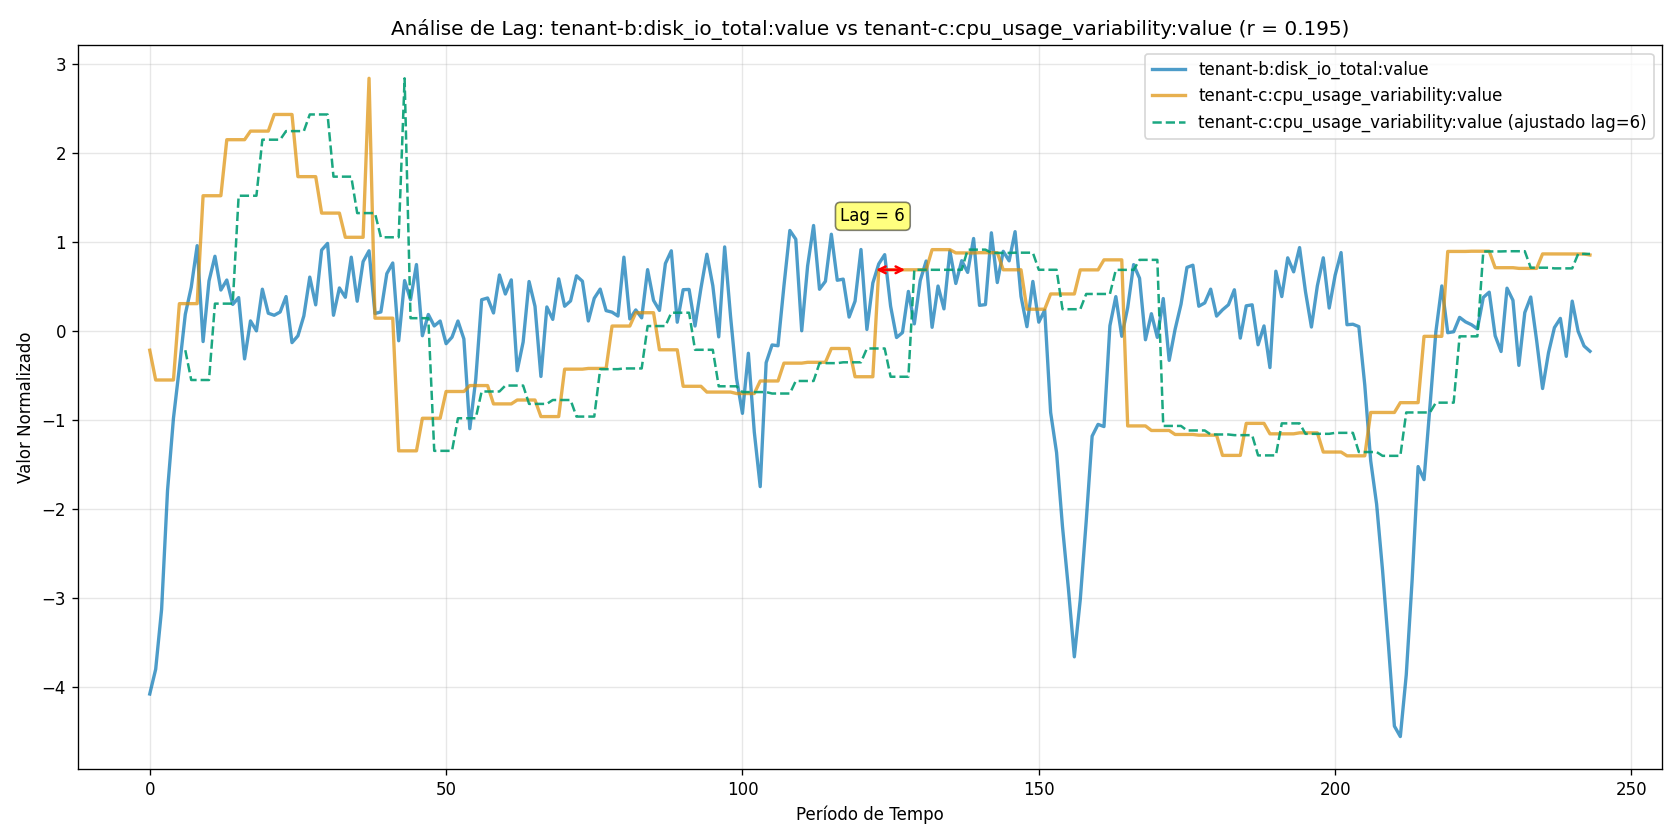 Análise de Lag: tenant-b:disk_io_total:value vs tenant-c:cpu_usage_variability:value (r = 0.195)
tenant-b:disk_io_total:value
tenant-c:cpu_usage_variability:value
tenant-c:cpu_usage_variability:value (ajustado lag=6)
Lag = 6
Valor Normalizado
3
2
1
0
−1
−2
−3
−4
0
50
100
150
200
250
Período de Tempo